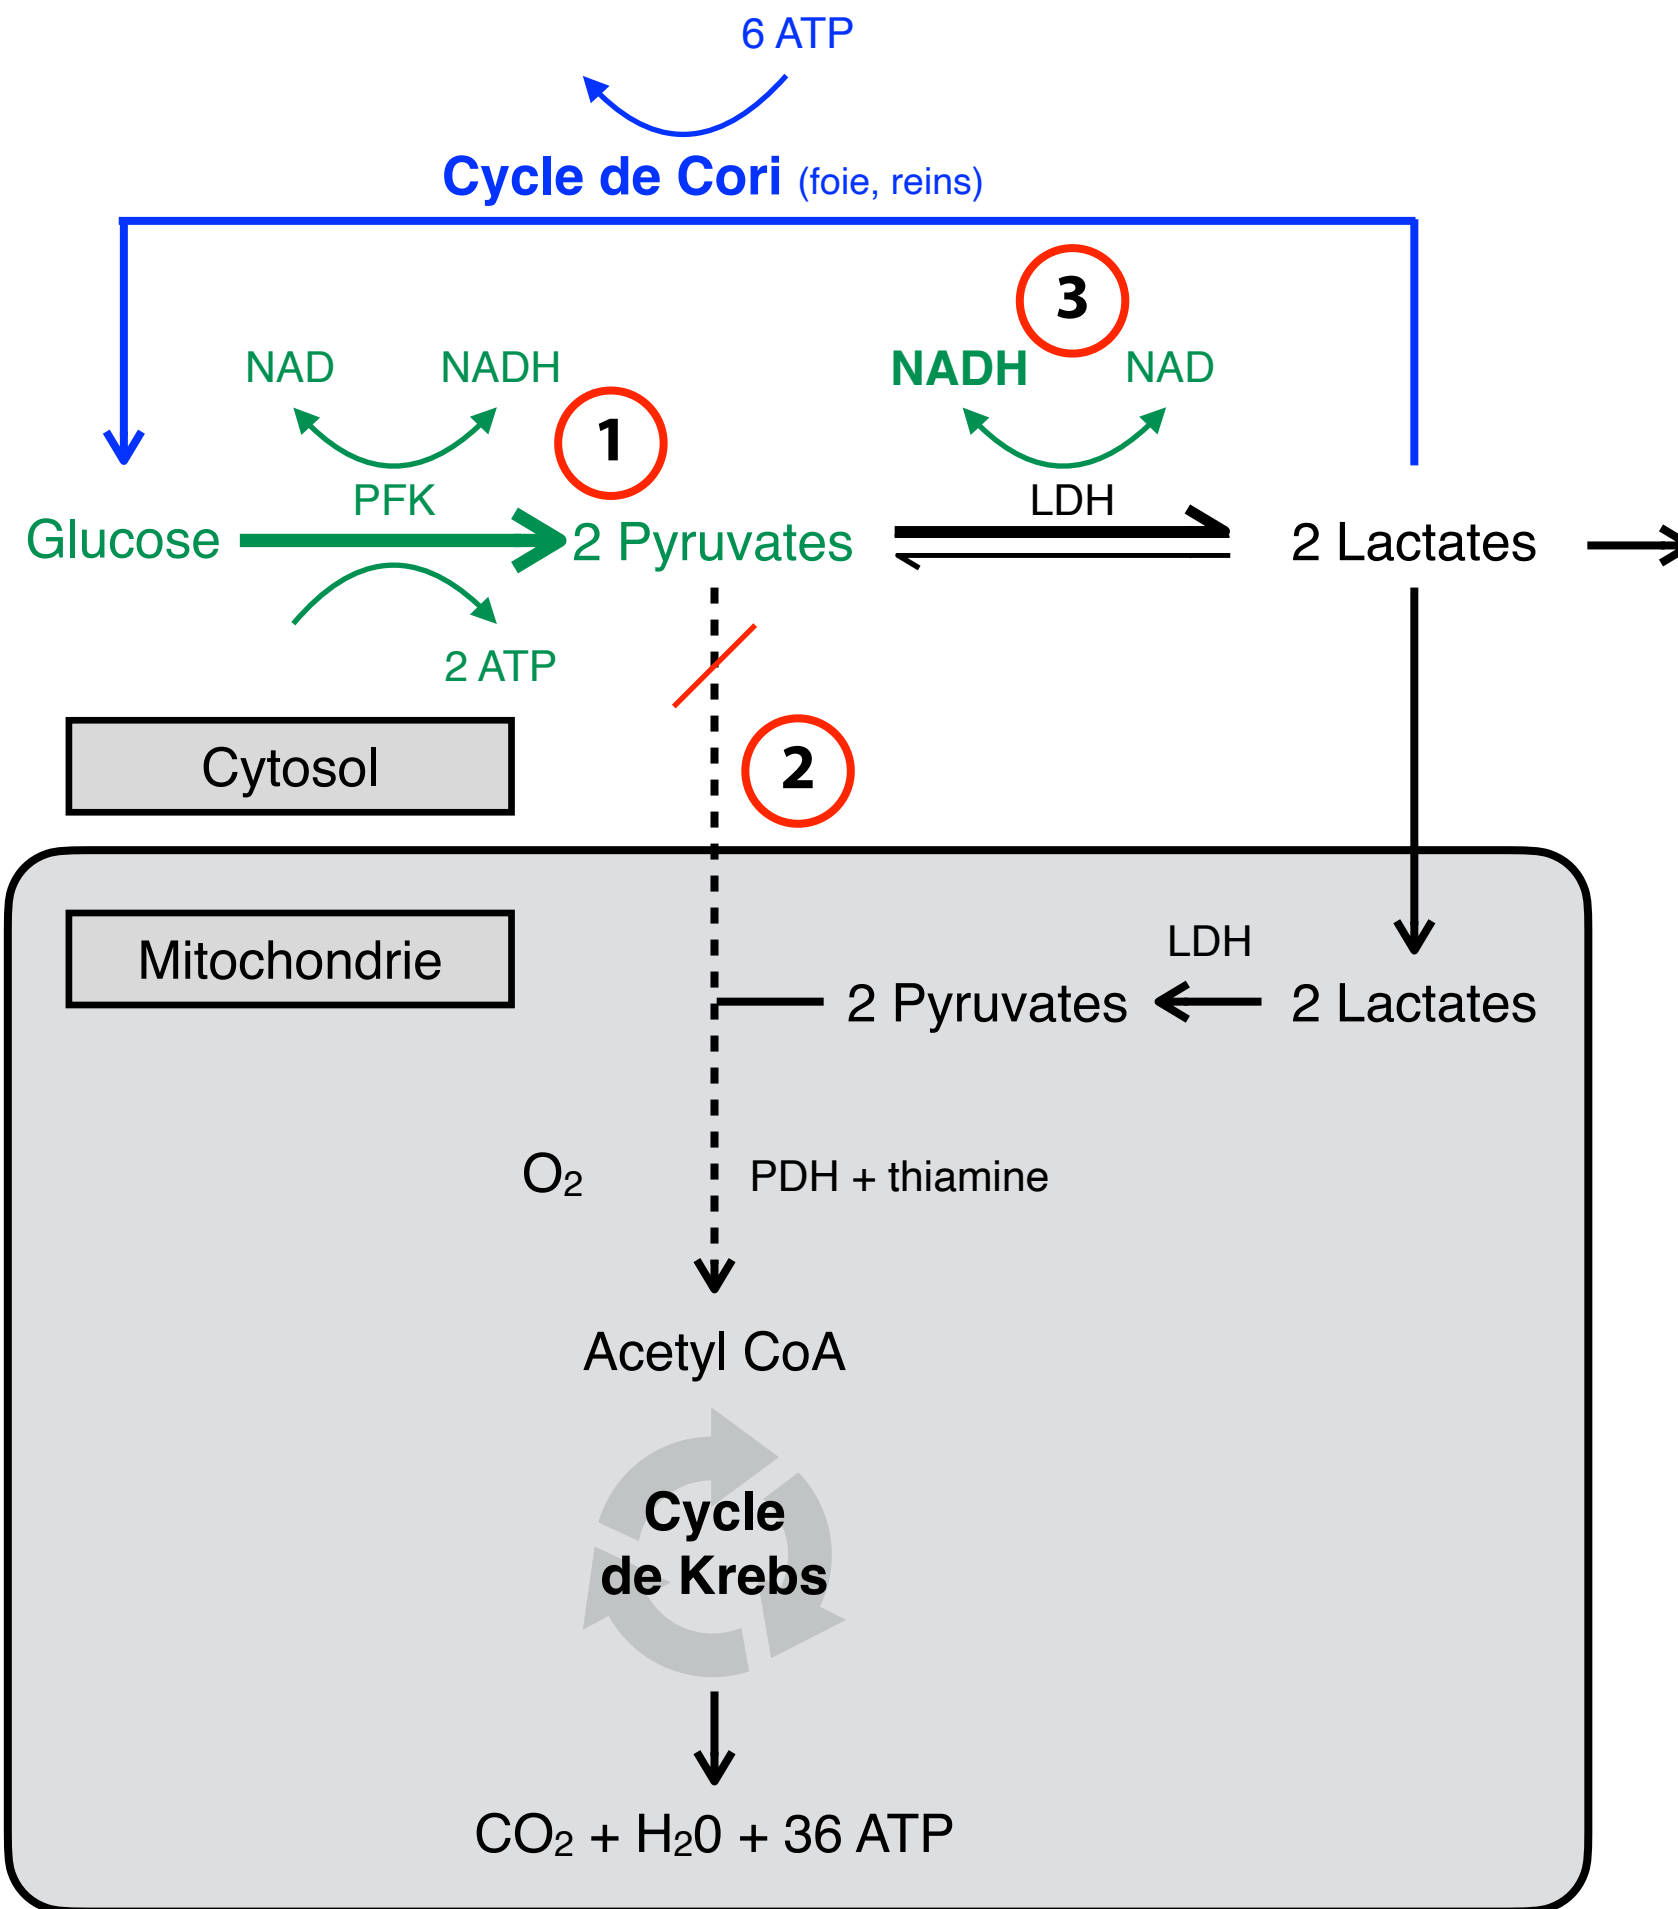 6 ATP
Cycle de Cori (foie, reins)
3
NAD NADH
NADH NAD
1
PFK
LDH
Glucose
2 Pyruvates
2 Lactates
2 ATP
2
Cytosol
Mitochondrie
LDH
2 Pyruvates
2 Lactates
O₂
PDH + thiamine
Acetyl CoA
Cycle
de Krebs
CO₂ + H₂0 + 36 ATP